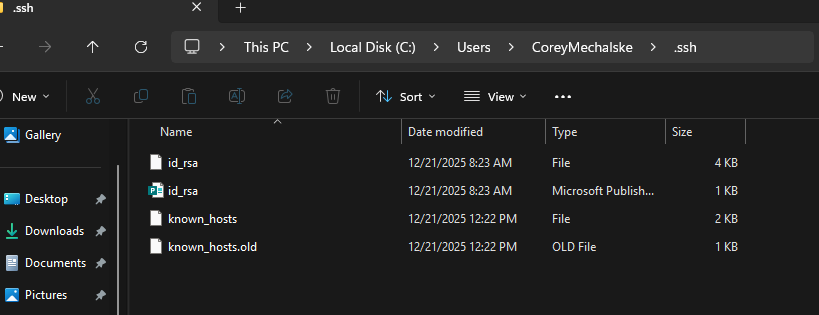 .ssh
This PC > Local Disk (C:) > Users > CoreyMechalske > .ssh
New Sort View
Gallery
Desktop
Downloads
Documents
Pictures
Name Date modified Type Size
id_rsa 12/21/2025 8:23 AM File 4 KB
id_rsa 12/21/2025 8:23 AM Microsoft Publish... 1 KB
known_hosts 12/21/2025 12:22 PM File 2 KB
known_hosts.old 12/21/2025 12:22 PM OLD File 1 KB